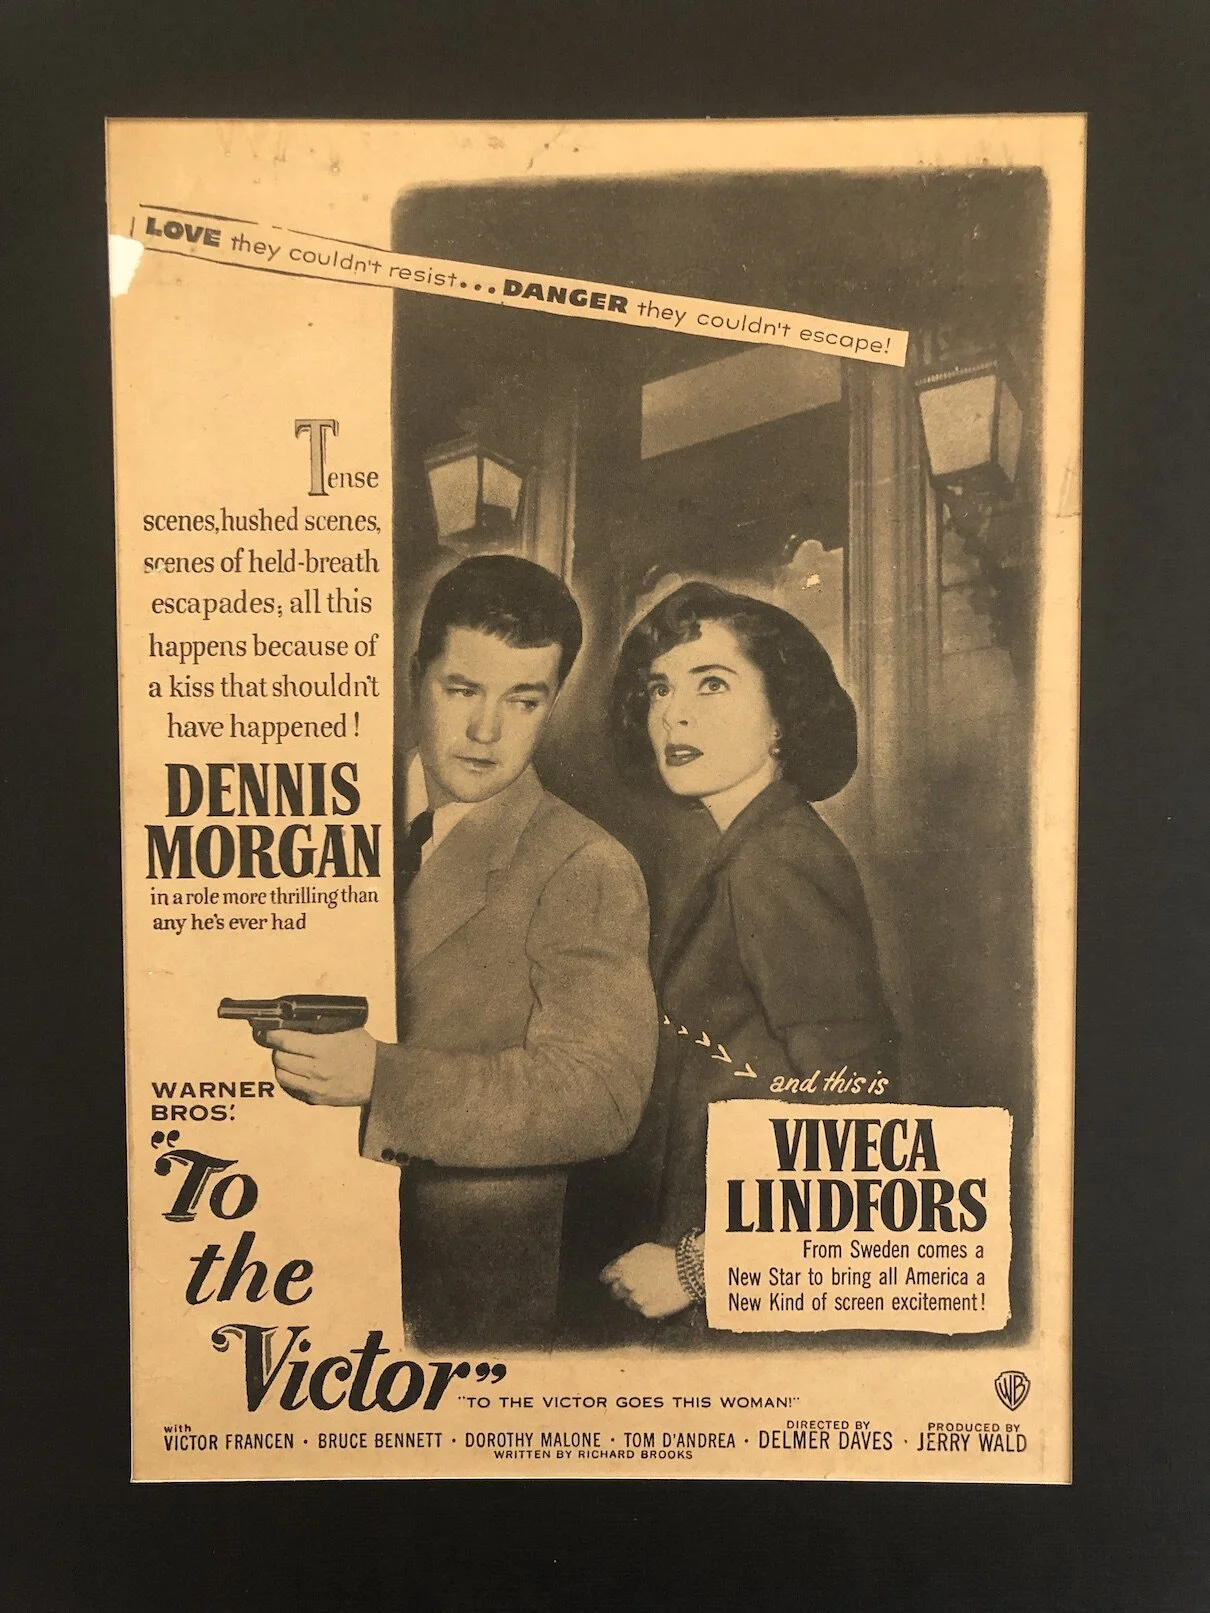 LOVE they couldn't resist...DANGER they couldn't escape!
Tense
scenes, hushed scenes,
scenes of held-breath
escapades; all this
happens because of
a kiss that shouldn't
have happened!
DENNIS
MORGAN
in a role more thrilling than
any he's ever had
WARNER
BROS.'
"To
the
Victor"
"TO THE VICTOR GOES THIS WOMAN!"
and this is
VIVECA
LINDFORS
From Sweden comes a
New Star to bring all America a
New Kind of screen excitement!
WB
with
VICTOR FRANCEN · BRUCE BENNETT · DOROTHY MALONE · TOM D'ANDREA ·
WRITTEN BY RICHARD BROOKS
DIRECTED BY
DELMER DAVES ·
PRODUCED BY
JERRY WALD